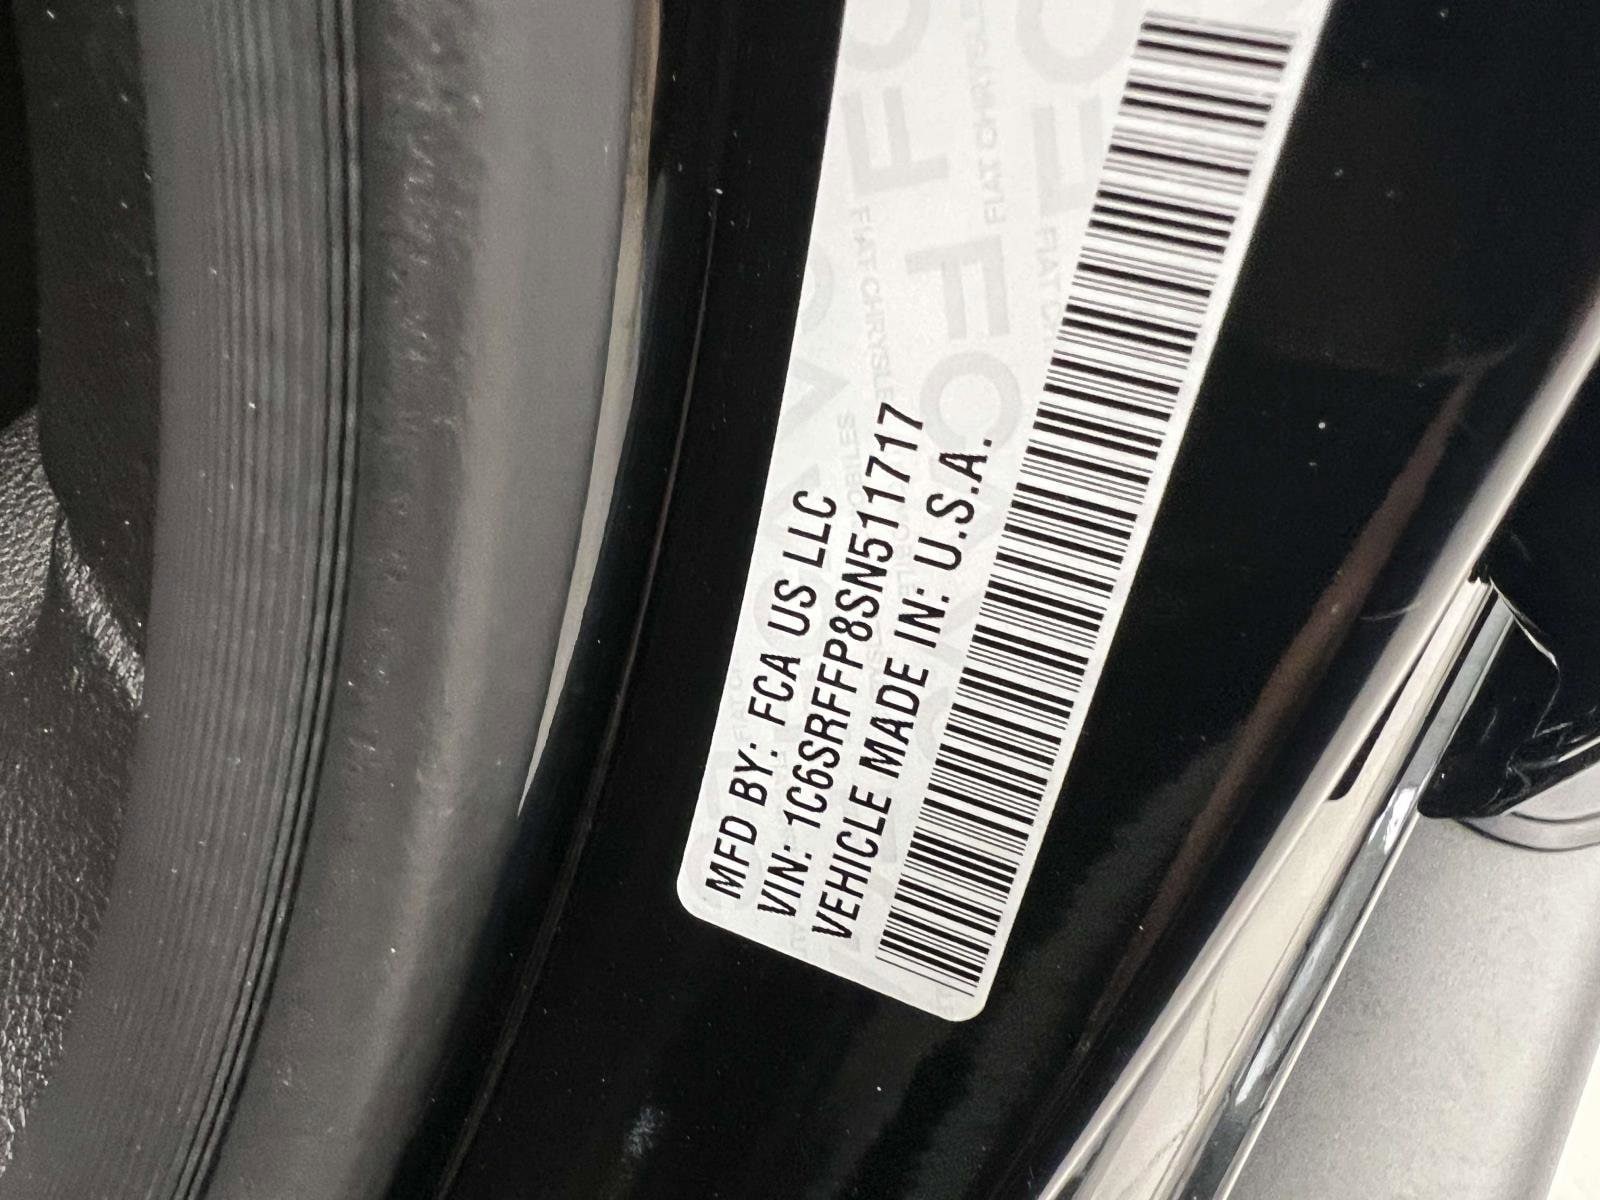 MFD BY: FCA US LLC
VIN: 1C6SRFFP8SN511717
VEHICLE MADE IN: U.S.A.